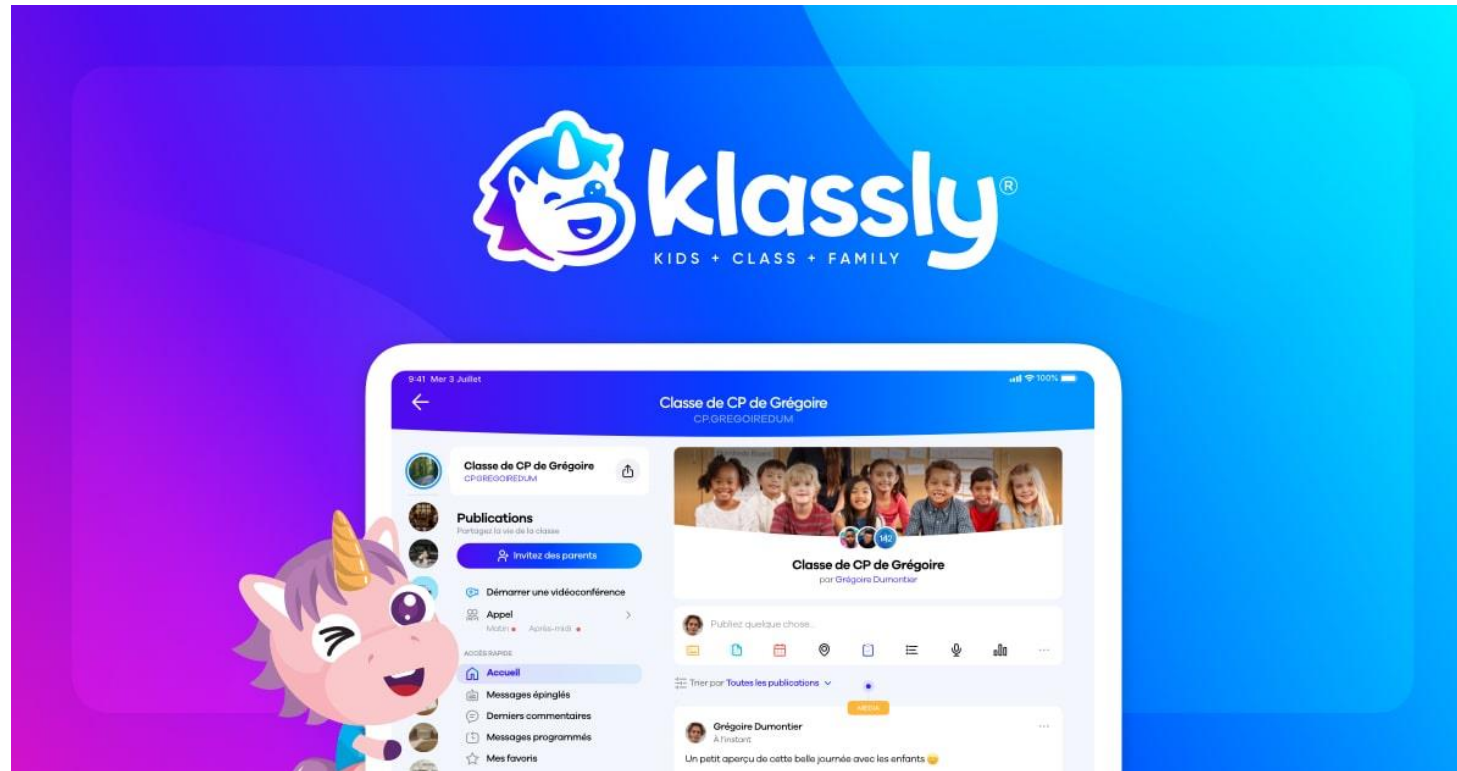 klassly®
KIDS + CLASS + FAMILY
9:41 Mer 3 Juillet
100%
Classe de CP de Grégoire
CP.GREGOIREDUM
Classe de CP de Grégoire
CPGREGOIREDUM
Publications
Partagez la vie de la classe
Invitez des parents
Démarrer une vidéoconférence
Appel
Matin Après-midi
ACCÈS RAPIDE
Accueil
Messages épinglés
Derniers commentaires
Messages programmés
Mes favoris
142
Classe de CP de Grégoire
par Grégoire Dumontier
Publiez quelque chose...
Trier par Toutes les publications
MEDIA
Grégoire Dumontier
À l'instant
Un petit aperçu de cette belle journée avec les enfants